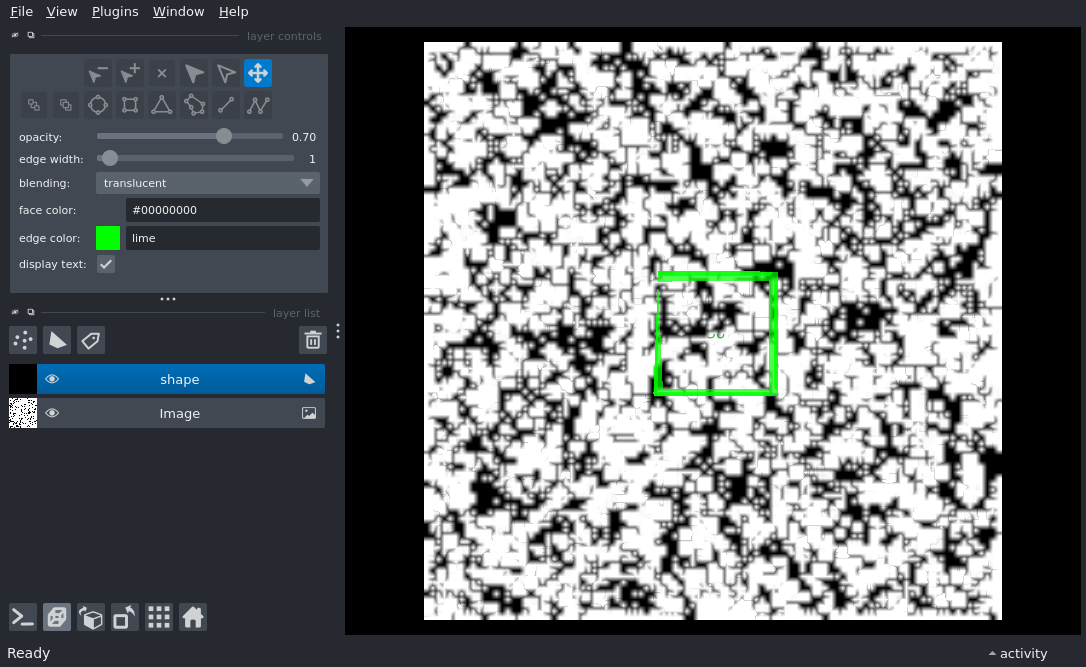 File View Plugins Window Help
layer controls
opacity: 0.70
edge width: 1
blending: translucent
face color: #00000000
edge color: lime
display text:
layer list
shape
Image
Ready
activity